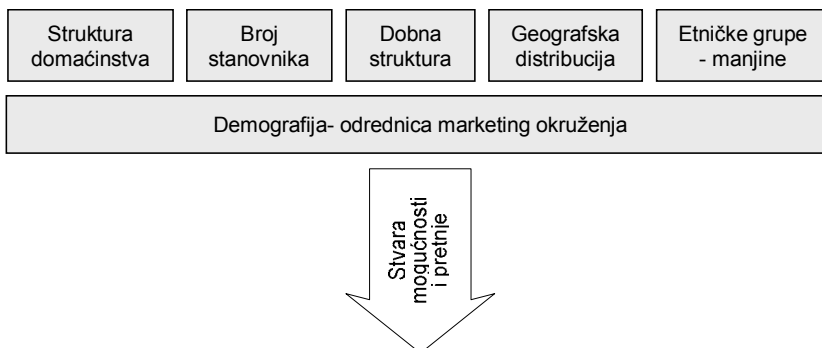 Struktura
domaćinstva
Broj
stanovnika
Dobna
struktura
Geografska
distribucija
Etničke grupe
- manjine
Demografija- odrednica marketing okruženja
Stvara
mogućnosti
i pretnje